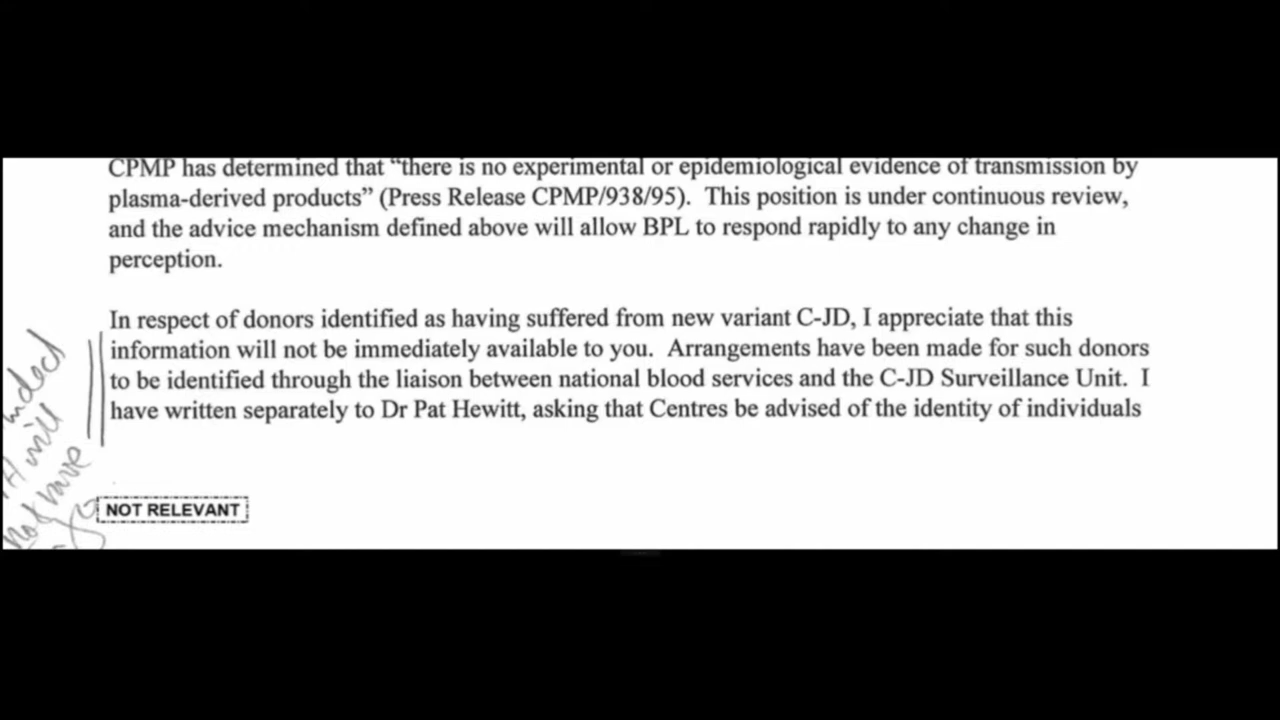 CPMP has determined that “there is no experimental or epidemiological evidence of transmission by
plasma-derived products” (Press Release CPMP/938/95). This position is under continuous review,
and the advice mechanism defined above will allow BPL to respond rapidly to any change in
perception.
In respect of donors identified as having suffered from new variant C-JD, I appreciate that this
information will not be immediately available to you. Arrangements have been made for such donors
to be identified through the liaison between national blood services and the C-JD Surveillance Unit. I
have written separately to Dr Pat Hewitt, asking that Centres be advised of the identity of individuals
indeed
will
not have
NOT RELEVANT